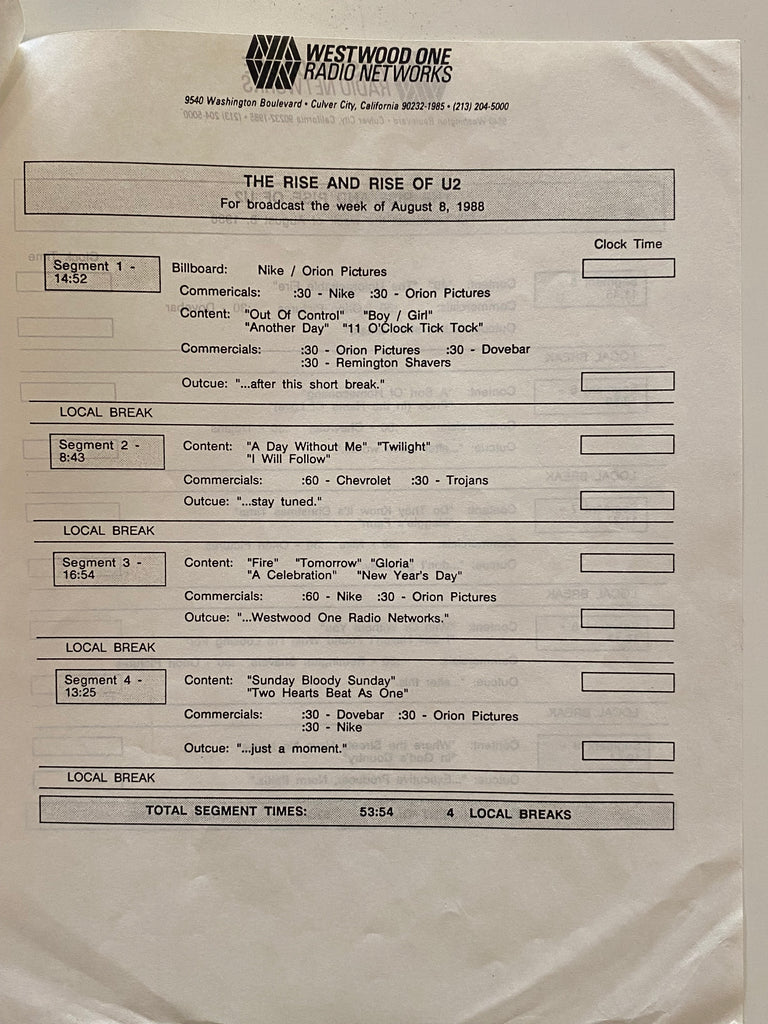 WESTWOOD ONE
RADIO NETWORKS
9540 Washington Boulevard • Culver City, California 90232-1985 • (213) 204-5000
THE RISE AND RISE OF U2
For broadcast the week of August 8, 1988
Clock Time
Segment 1 -
14:52
Billboard: Nike / Orion Pictures
Commericals: :30 - Nike :30 - Orion Pictures
Content: "Out Of Control" "Boy / Girl"
"Another Day" "11 O'Clock Tick Tock"
Commercials: :30 - Orion Pictures :30 - Dovebar
:30 - Remington Shavers
Outcue: "...after this short break."
LOCAL BREAK
Segment 2 -
8:43
Content: "A Day Without Me" "Twilight"
"I Will Follow"
Commercials: :60 - Chevrolet :30 - Trojans
Outcue: "...stay tuned."
LOCAL BREAK
Segment 3 -
16:54
Content: "Fire" "Tomorrow" "Gloria"
"A Celebration" "New Year's Day"
Commercials: :60 - Nike :30 - Orion Pictures
Outcue: "...Westwood One Radio Networks."
LOCAL BREAK
Segment 4 -
13:25
Content: "Sunday Bloody Sunday"
"Two Hearts Beat As One"
Commercials: :30 - Dovebar :30 - Orion Pictures
:30 - Nike
Outcue: "...just a moment."
LOCAL BREAK
TOTAL SEGMENT TIMES: 53:54 4 LOCAL BREAKS